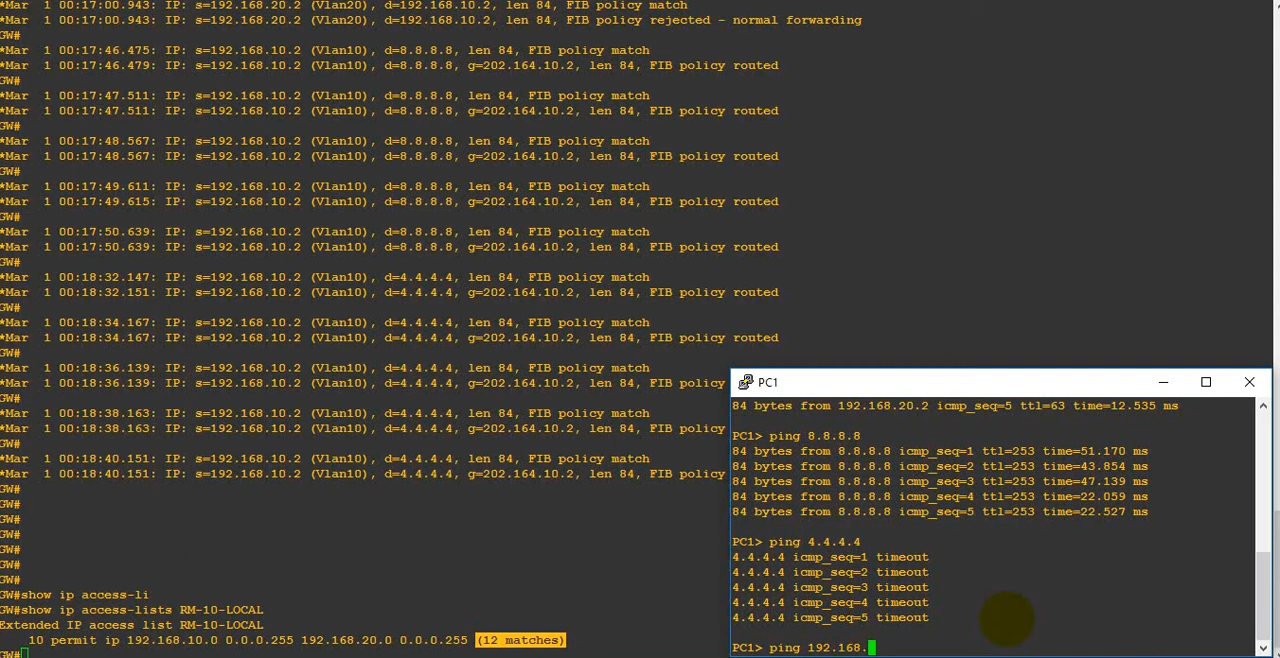 *Mar  1 00:17:00.943: IP: s=192.168.20.2 (Vlan20), d=192.168.10.2, len 84, FIB policy match
*Mar  1 00:17:00.943: IP: s=192.168.20.2 (Vlan20), d=192.168.10.2, len 84, FIB policy rejected - normal forwarding
GW#
*Mar  1 00:17:46.475: IP: s=192.168.10.2 (Vlan10), d=8.8.8.8, len 84, FIB policy match
*Mar  1 00:17:46.479: IP: s=192.168.10.2 (Vlan10), d=8.8.8.8, g=202.164.10.2, len 84, FIB policy routed
GW#
*Mar  1 00:17:47.511: IP: s=192.168.10.2 (Vlan10), d=8.8.8.8, len 84, FIB policy match
*Mar  1 00:17:47.511: IP: s=192.168.10.2 (Vlan10), d=8.8.8.8, g=202.164.10.2, len 84, FIB policy routed
GW#
*Mar  1 00:17:48.567: IP: s=192.168.10.2 (Vlan10), d=8.8.8.8, len 84, FIB policy match
*Mar  1 00:17:48.567: IP: s=192.168.10.2 (Vlan10), d=8.8.8.8, g=202.164.10.2, len 84, FIB policy routed
GW#
*Mar  1 00:17:49.611: IP: s=192.168.10.2 (Vlan10), d=8.8.8.8, len 84, FIB policy match
*Mar  1 00:17:49.615: IP: s=192.168.10.2 (Vlan10), d=8.8.8.8, g=202.164.10.2, len 84, FIB policy routed
GW#
*Mar  1 00:17:50.639: IP: s=192.168.10.2 (Vlan10), d=8.8.8.8, len 84, FIB policy match
*Mar  1 00:17:50.639: IP: s=192.168.10.2 (Vlan10), d=8.8.8.8, g=202.164.10.2, len 84, FIB policy routed
GW#
*Mar  1 00:18:32.147: IP: s=192.168.10.2 (Vlan10), d=4.4.4.4, len 84, FIB policy match
*Mar  1 00:18:32.151: IP: s=192.168.10.2 (Vlan10), d=4.4.4.4, g=202.164.10.2, len 84, FIB policy routed
GW#
*Mar  1 00:18:34.167: IP: s=192.168.10.2 (Vlan10), d=4.4.4.4, len 84, FIB policy match
*Mar  1 00:18:34.167: IP: s=192.168.10.2 (Vlan10), d=4.4.4.4, g=202.164.10.2, len 84, FIB policy routed
GW#
*Mar  1 00:18:36.139: IP: s=192.168.10.2 (Vlan10), d=4.4.4.4, len 84, FIB policy match
*Mar  1 00:18:36.139: IP: s=192.168.10.2 (Vlan10), d=4.4.4.4, g=202.164.10.2, len 84, FIB policy
GW#
*Mar  1 00:18:38.163: IP: s=192.168.10.2 (Vlan10), d=4.4.4.4, len 84, FIB policy match
*Mar  1 00:18:38.163: IP: s=192.168.10.2 (Vlan10), d=4.4.4.4, g=202.164.10.2, len 84, FIB policy
GW#
*Mar  1 00:18:40.151: IP: s=192.168.10.2 (Vlan10), d=4.4.4.4, len 84, FIB policy match
*Mar  1 00:18:40.151: IP: s=192.168.10.2 (Vlan10), d=4.4.4.4, g=202.164.10.2, len 84, FIB policy
GW#
GW#
GW#
GW#
GW#
GW#
GW#
GW#show ip access-li
GW#show ip access-lists RM-10-LOCAL
Extended IP access list RM-10-LOCAL
    10 permit ip 192.168.10.0 0.0.0.255 192.168.20.0 0.0.0.255 (12 matches)
GW#
PC1
84 bytes from 192.168.20.2 icmp_seq=5 ttl=63 time=12.535 ms
PC1> ping 8.8.8.8
84 bytes from 8.8.8.8 icmp_seq=1 ttl=253 time=51.170 ms
84 bytes from 8.8.8.8 icmp_seq=2 ttl=253 time=43.854 ms
84 bytes from 8.8.8.8 icmp_seq=3 ttl=253 time=47.139 ms
84 bytes from 8.8.8.8 icmp_seq=4 ttl=253 time=22.059 ms
84 bytes from 8.8.8.8 icmp_seq=5 ttl=253 time=22.527 ms
PC1> ping 4.4.4.4
4.4.4.4 icmp_seq=1 timeout
4.4.4.4 icmp_seq=2 timeout
4.4.4.4 icmp_seq=3 timeout
4.4.4.4 icmp_seq=4 timeout
4.4.4.4 icmp_seq=5 timeout
PC1> ping 192.168.